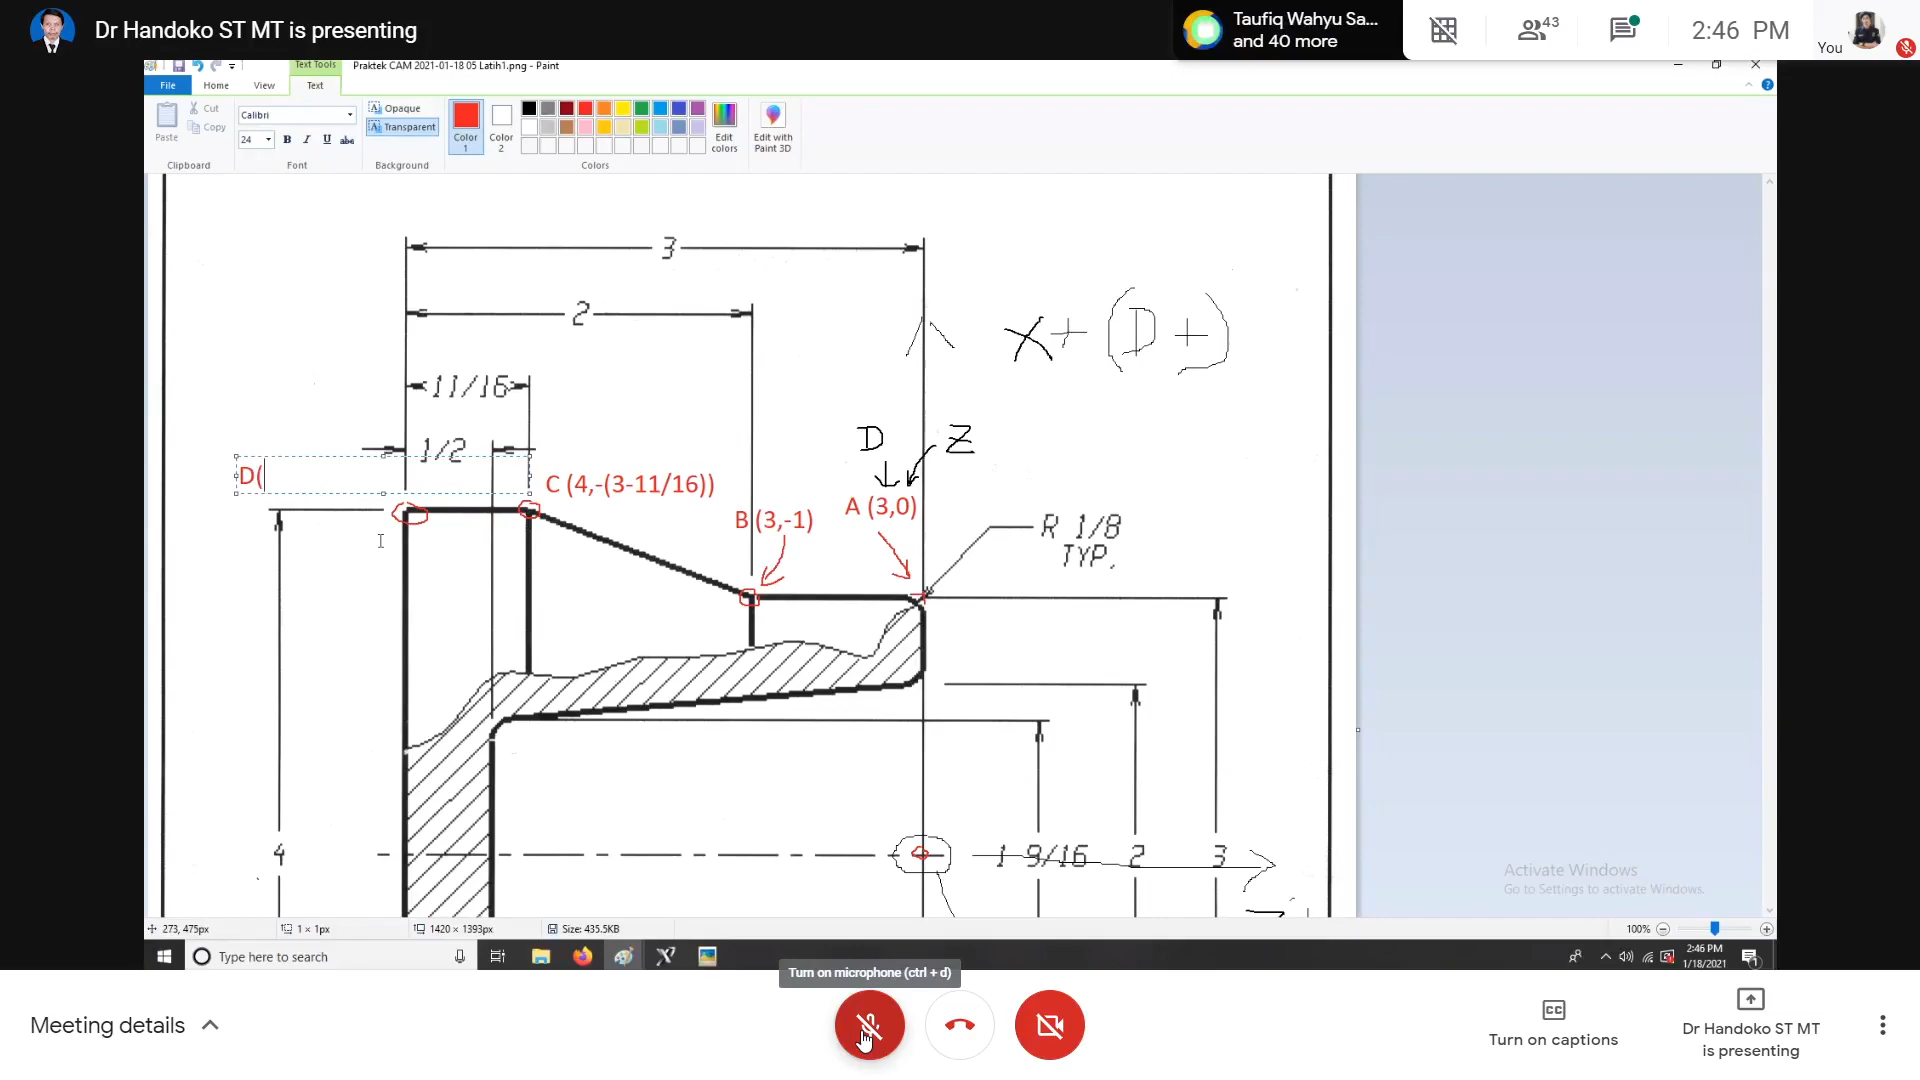 Dr Handoko ST MT is presenting
Taufiq Wahyu Sa...
and 40 more
43
2:46 PM
You
Text Tools
Praktek CAM 2021-01-18 05 Latih1.png - Paint
File
Home
View
Text
Paste
Cut
Copy
Clipboard
Calibri
24
B I U abc
Font
Opaque
Transparent
Background
Color 1
Color 2
Edit colors
Edit with Paint 3D
Colors
3
2
X+ (D+)
11/16
1/2
D Z
D(
C (4,-(3-11/16))
B (3,-1)
A (3,0)
R 1/8
TYP.
4
1 9/16
2
3
Activate Windows
Go to Settings to activate Windows.
273, 475px
1 × 1px
1420 × 1393px
Size: 435.5KB
100%
Type here to search
2:46 PM
1/18/2021
Turn on microphone (ctrl + d)
Meeting details
CC
Turn on captions
Dr Handoko ST MT
is presenting